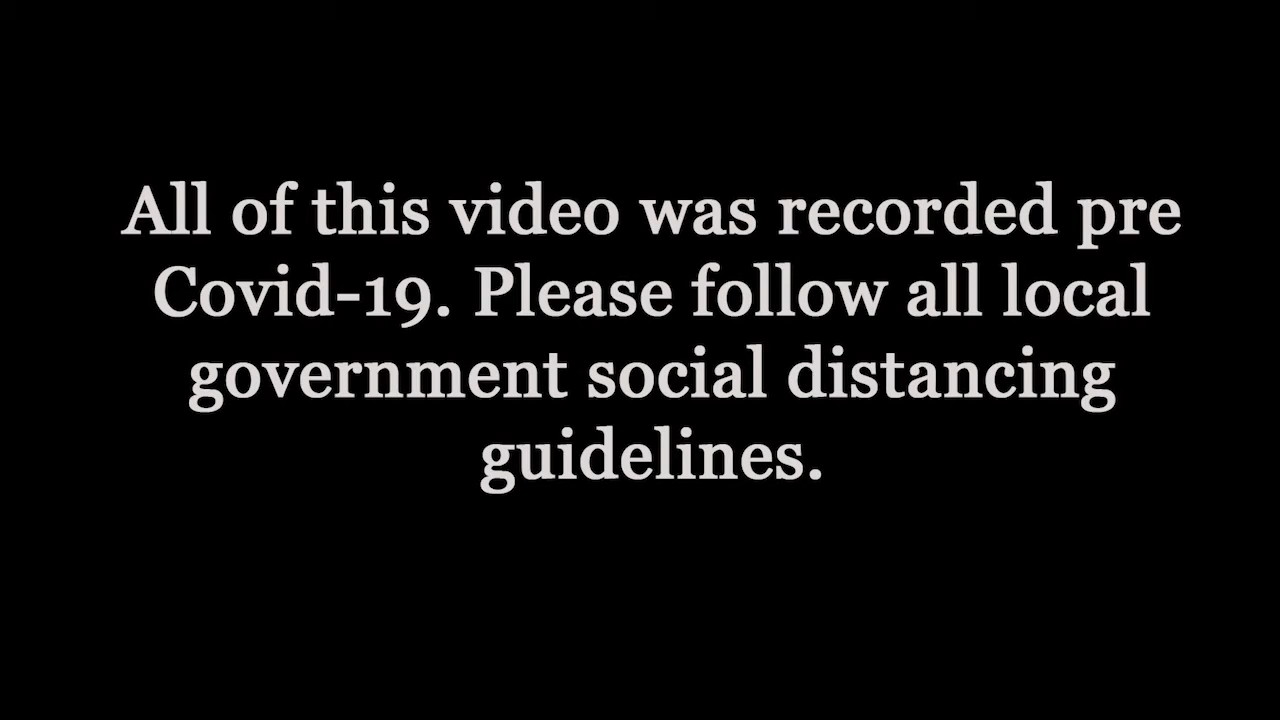 All of this video was recorded pre
Covid-19. Please follow all local
government social distancing
guidelines.